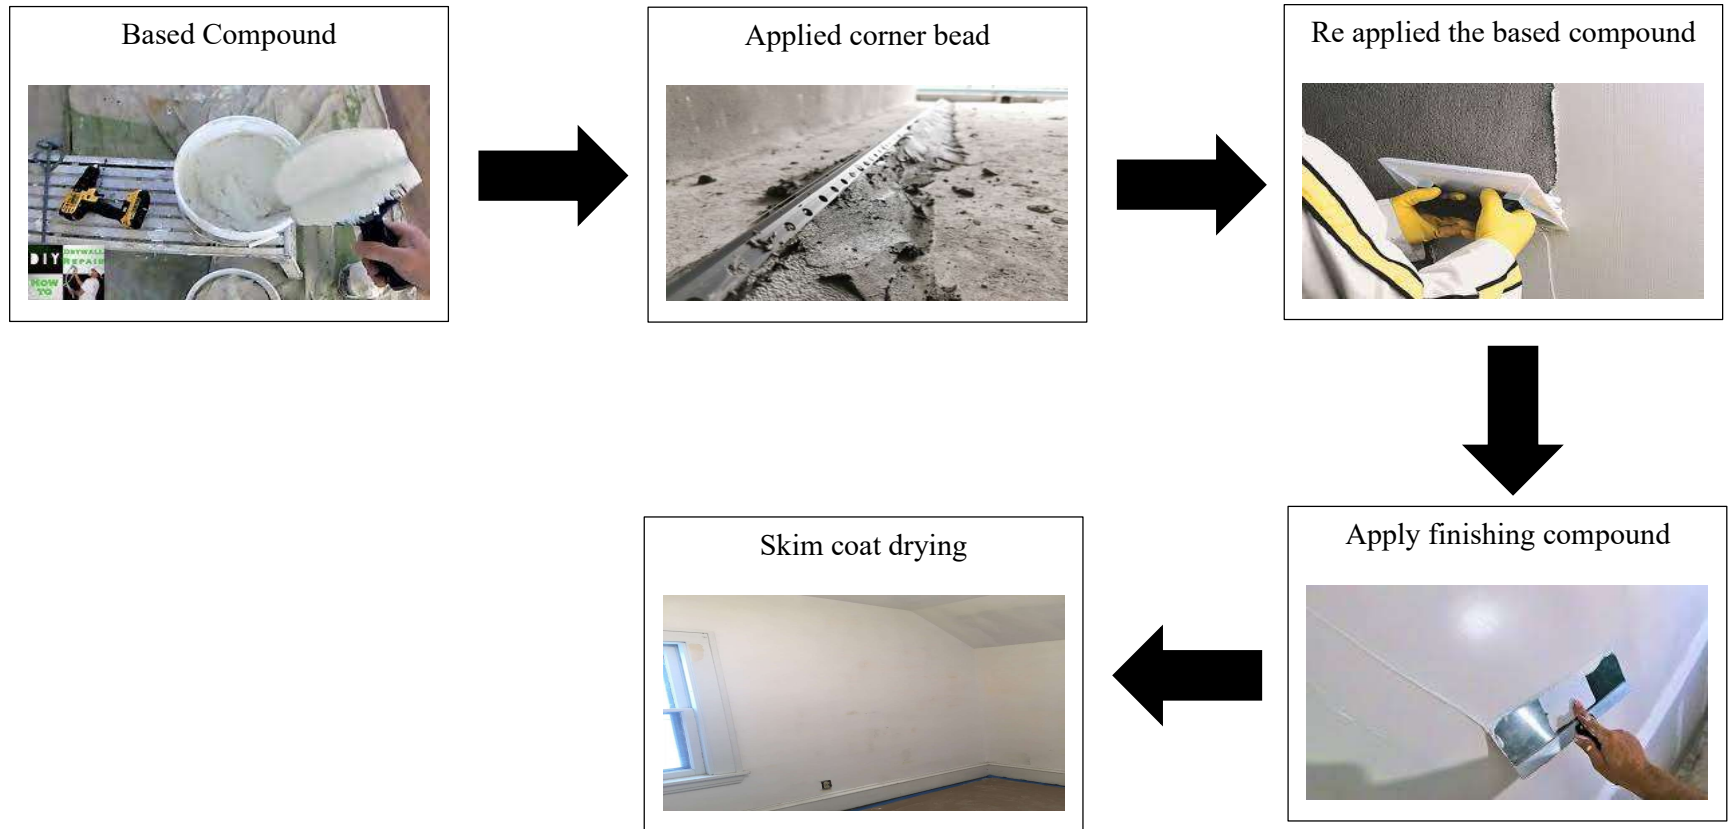 Based Compound
Applied corner bead
Re applied the based compound
DIY
DRYWALL
REPAIR
HOW
TO
Apply finishing compound
Skim coat drying